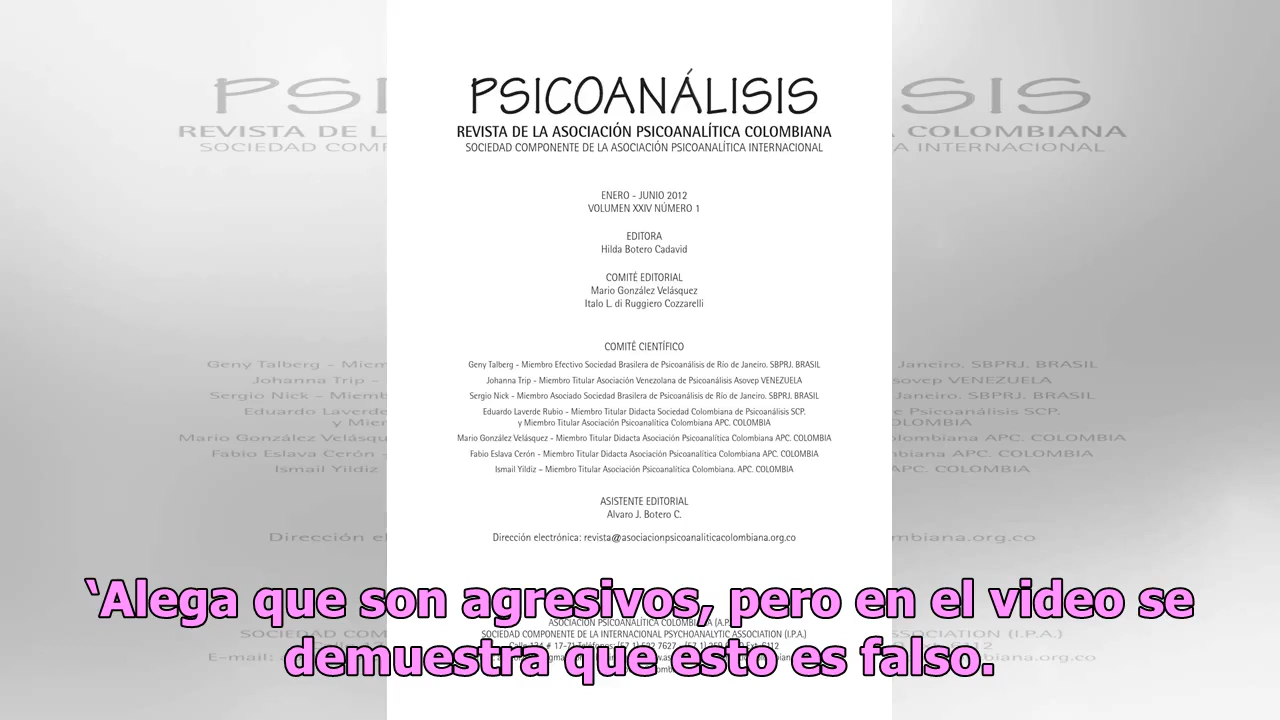 PSICOANÁLISIS
REVISTA DE LA ASOCIACIÓN PSICOANALÍTICA COLOMBIANA
SOCIEDAD COMPONENTE DE LA ASOCIACIÓN PSICOANALÍTICA INTERNACIONAL
ENERO - JUNIO 2012
VOLUMEN XXIV NÚMERO 1
EDITORA
Hilda Botero Cadavid
COMITÉ EDITORIAL
Mario González Velásquez
Italo L. di Ruggiero Cozzarelli
COMITÉ CIENTÍFICO
Geny Talberg - Miembro Efectivo Sociedad Brasilera de Psicoanálisis de Río de Janeiro. SBPRJ. BRASIL
Johanna Trip - Miembro Titular Asociación Venezolana de Psicoanálisis Asovep VENEZUELA
Sergio Nick - Miembro Asociado Sociedad Brasilera de Psicoanálisis de Río de Janeiro. SBPRJ. BRASIL
Eduardo Laverde Rubio - Miembro Titular Didacta Sociedad Colombiana de Psicoanálisis SCP.
y Miembro Titular Asociación Psicoanalítica Colombiana APC. COLOMBIA
Mario González Velásquez - Miembro Titular Didacta Asociación Psicoanalítica Colombiana APC. COLOMBIA
Fabio Eslava Cerón - Miembro Titular Didacta Asociación Psicoanalítica Colombiana APC. COLOMBIA
Ismail Yildiz – Miembro Titular Asociación Psicoanalítica Colombiana. APC. COLOMBIA
ASISTENTE EDITORIAL
Alvaro J. Botero C.
Dirección electrónica: revista@asociacionpsicoanaliticacolombiana.org.co
‘Alega que son agresivos, pero en el video se
ASOCIACIÓN PSICOANALÍTICA COLOMBIANA (A.P.
SOCIEDAD COMPONENTE DE LA INTERNATIONAL PSYCHOANALYTIC ASSOCIATION (I.P.A.)
demuestra que esto es falso.